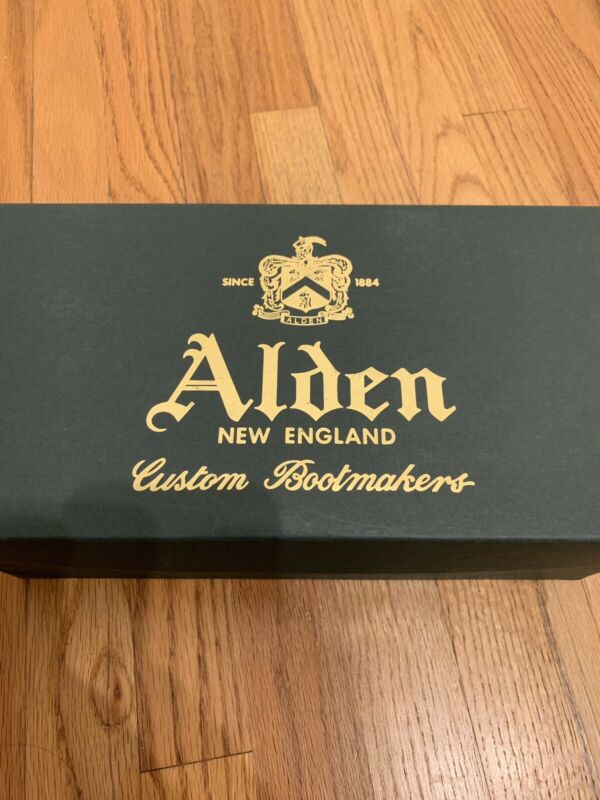 SINCE 1884
ALDEN
Alden
NEW ENGLAND
Custom Bootmakers